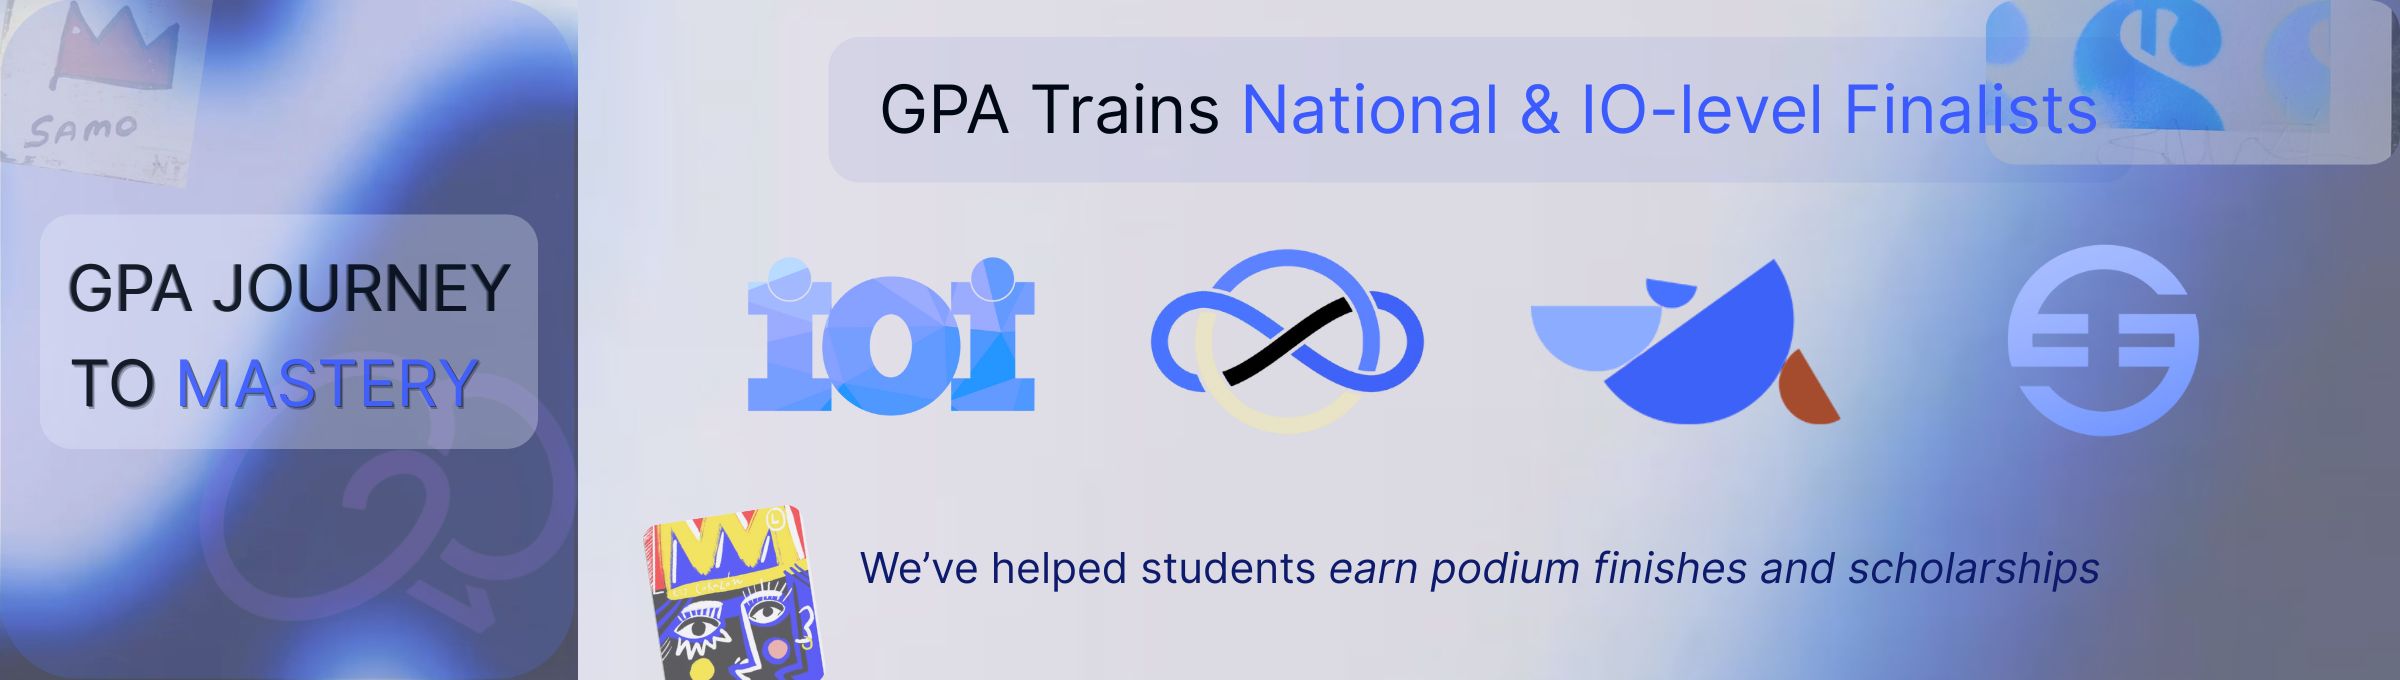 SAMO
GPA JOURNEY
TO MASTERY
GPA Trains National & IO-level Finalists
ioi
We’ve helped students earn podium finishes and scholarships